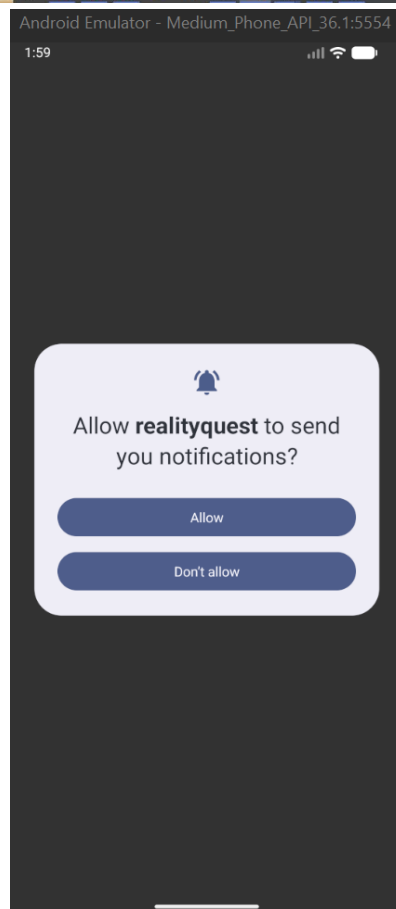 Android Emulator - Medium_Phone_API_36.1:5554
1:59
Allow realityquest to send
you notifications?
Allow
Don't allow